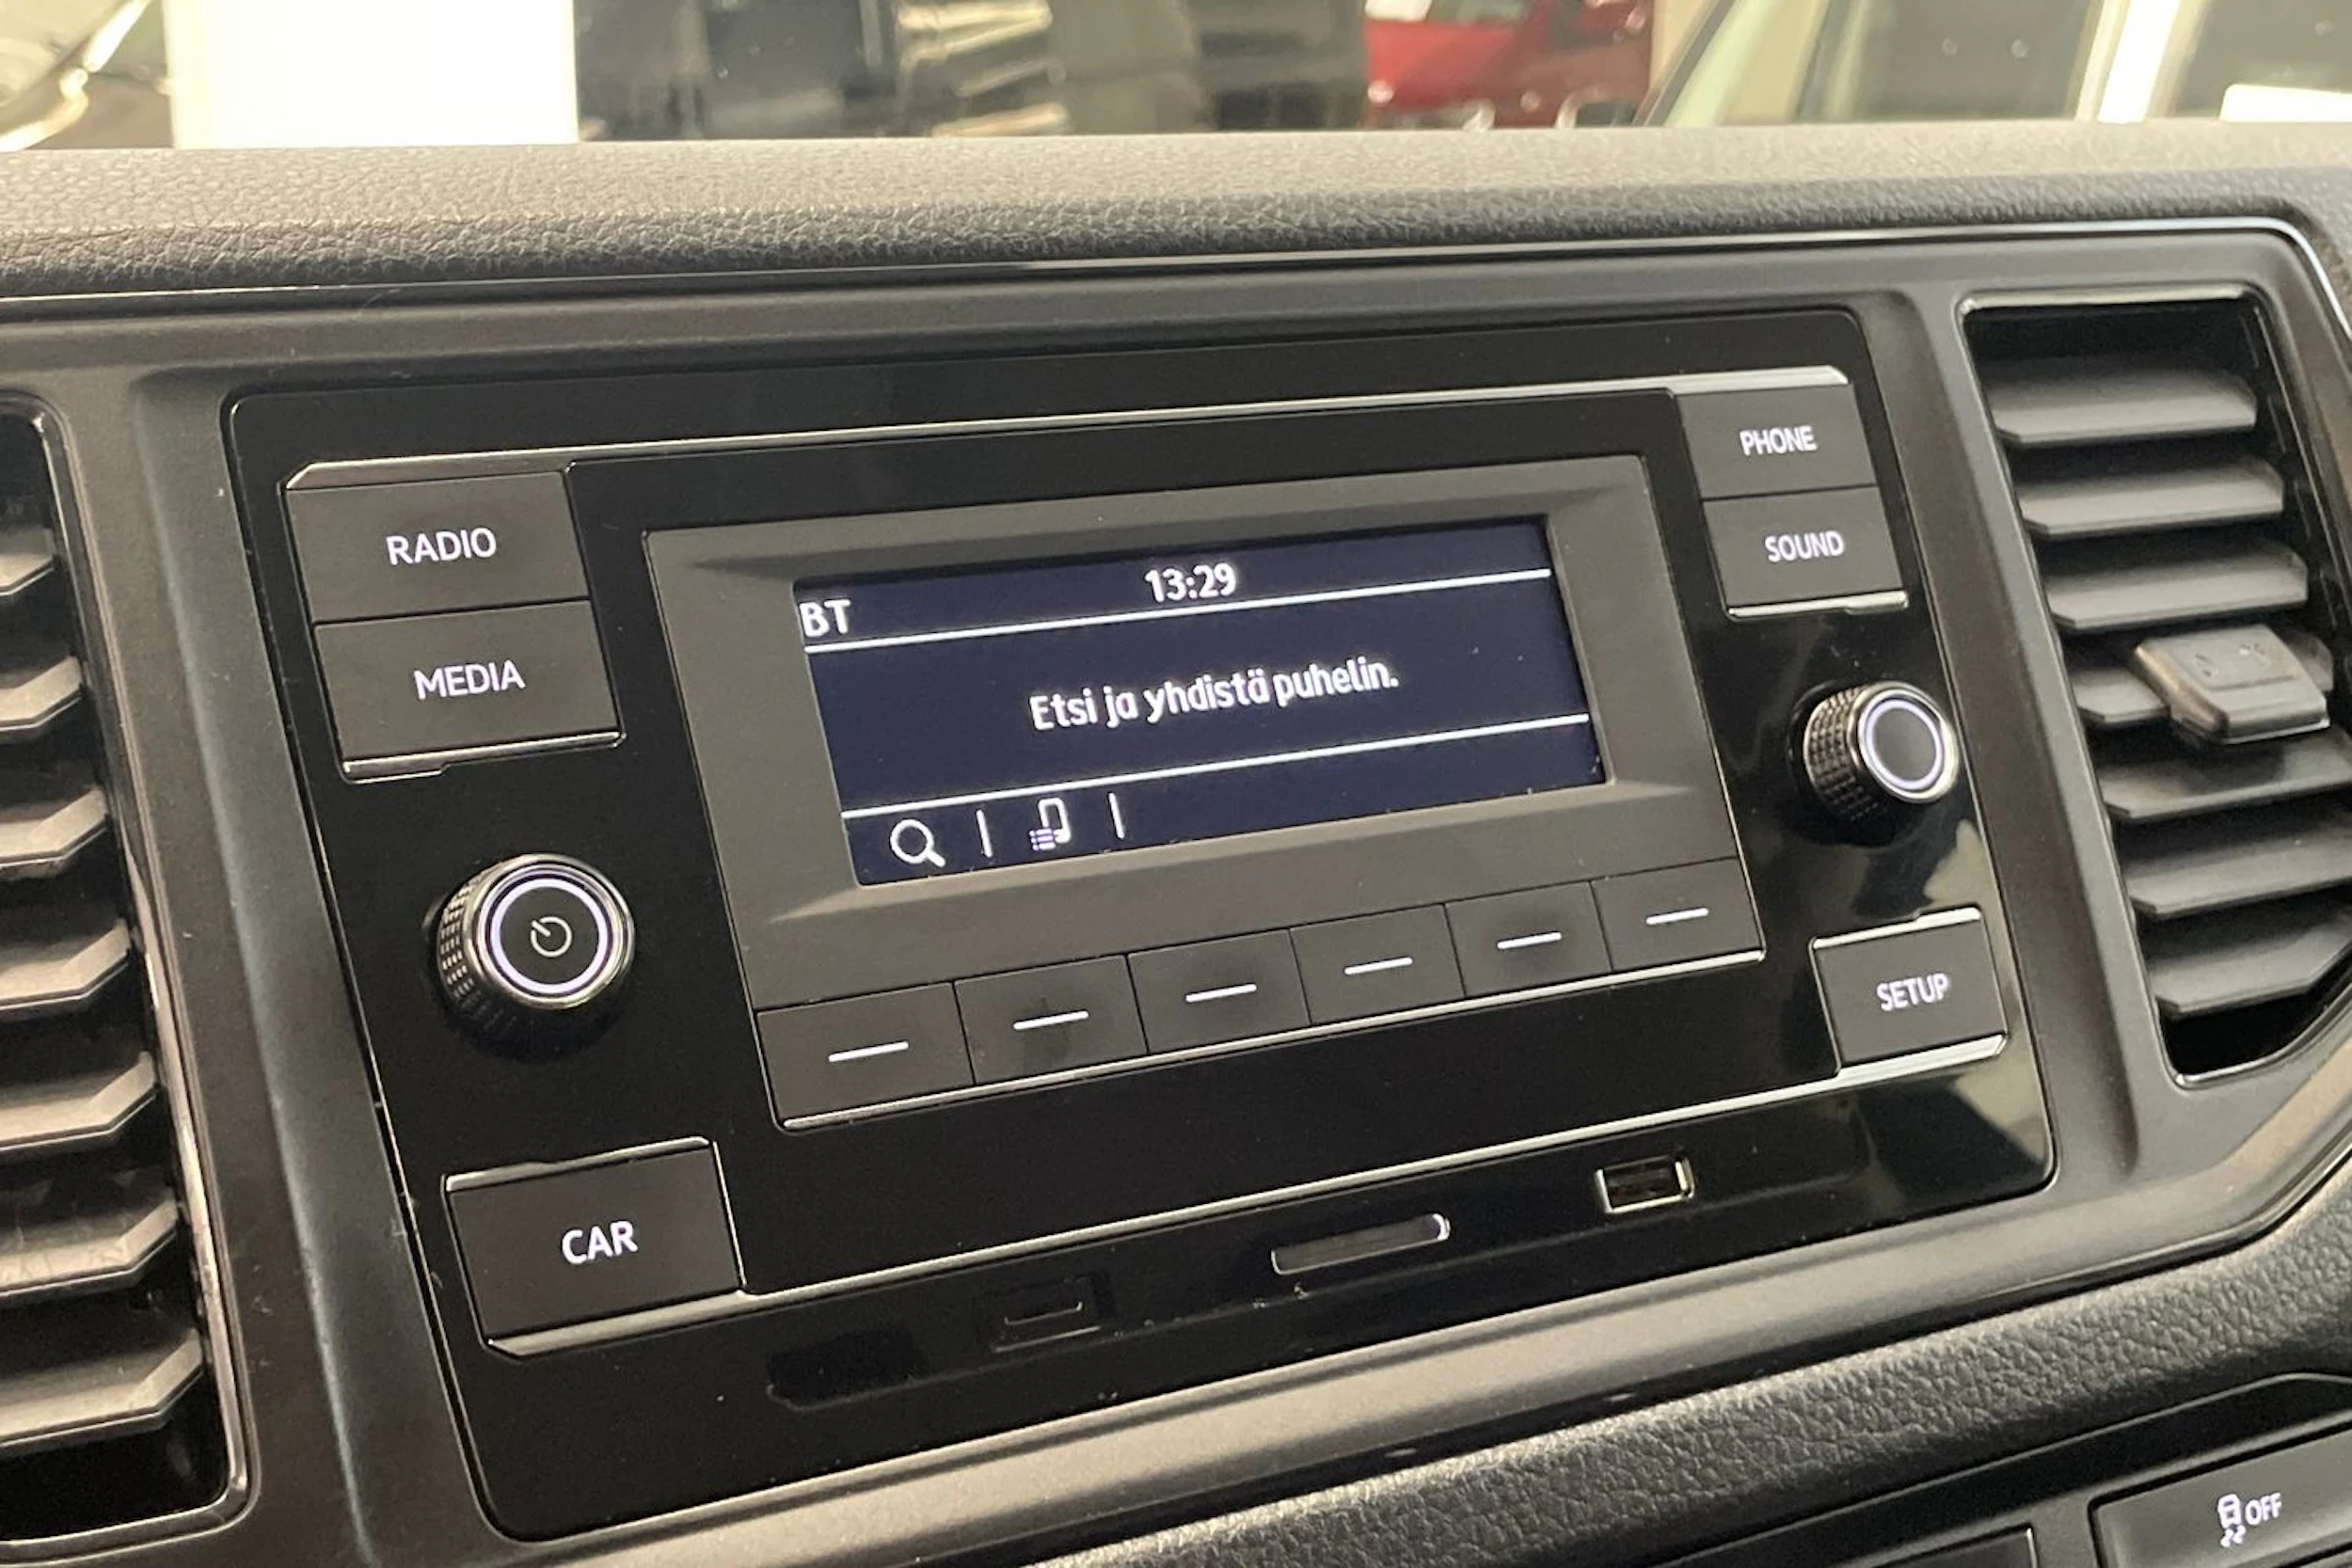 PHONE
RADIO
SOUND
13:29
BT
MEDIA
Etsi ja yhdistä puhelin.
SETUP
CAR
OFF